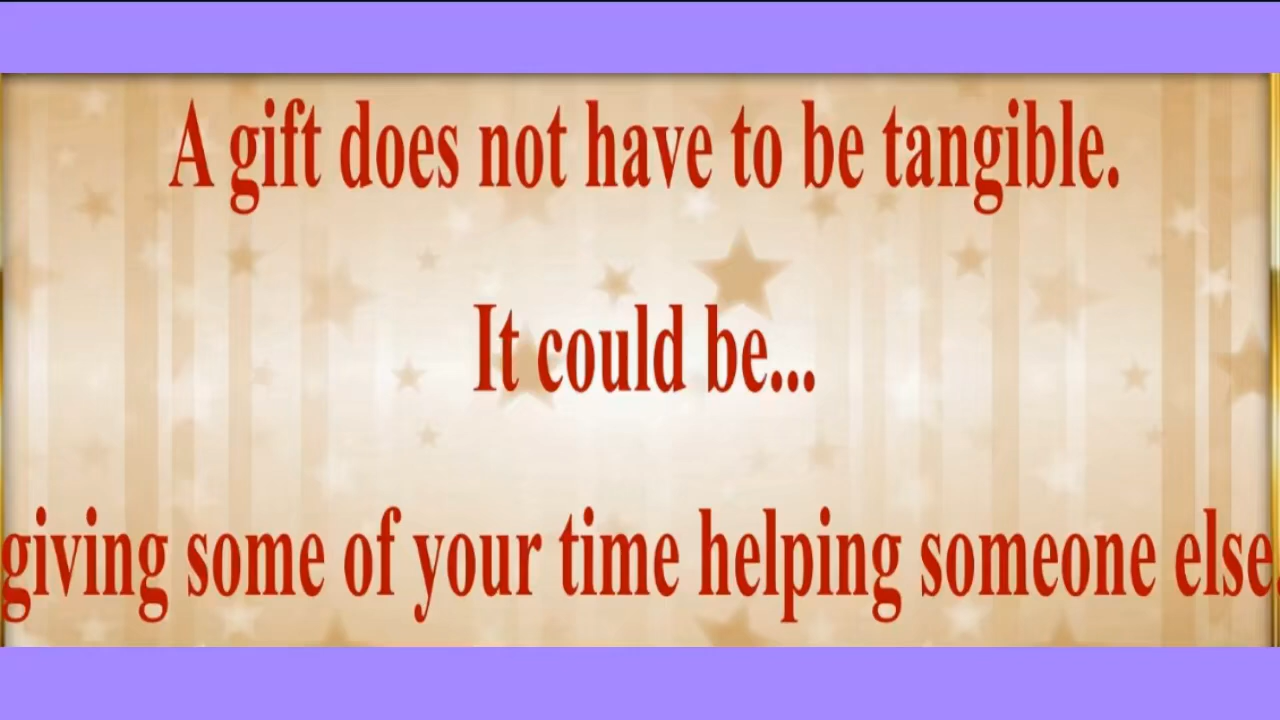 A gift does not have to be tangible.
It could be...
giving some of your time helping someone else.